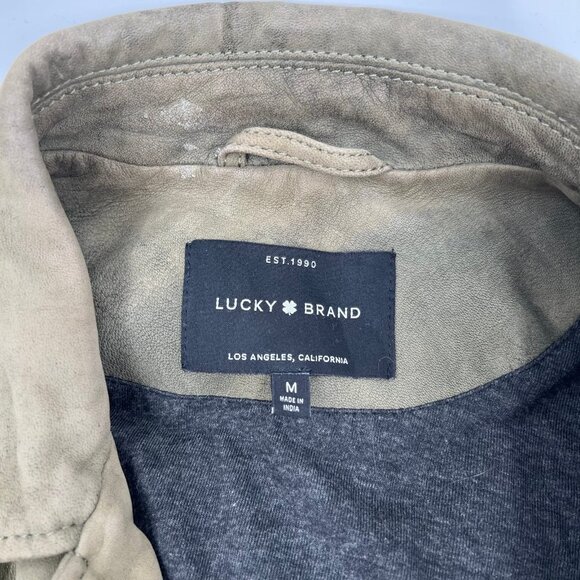 EST.1990
LUCKY BRAND
LOS ANGELES, CALIFORNIA
M
MADE IN
INDIA